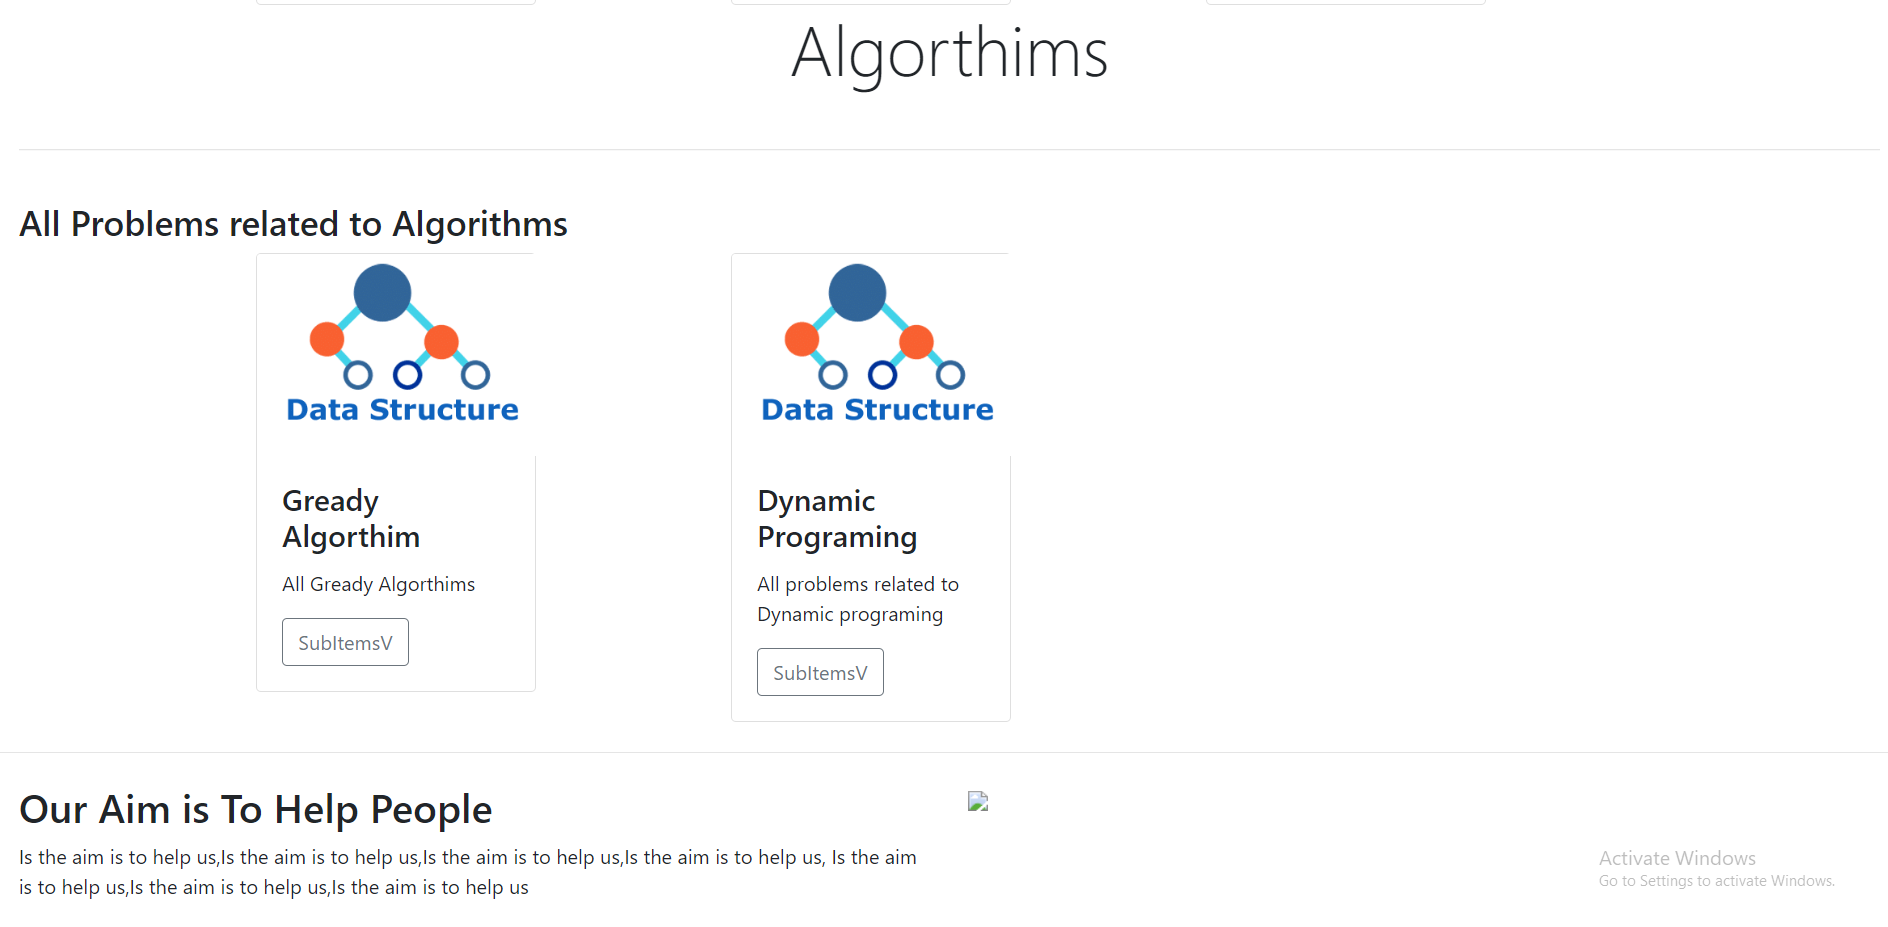 Algorthims
All Problems related to Algorithms
Data Structure
Gready
Algorthim
All Gready Algorthims
SubItemsV
Data Structure
Dynamic
Programing
All problems related to
Dynamic programing
SubItemsV
Our Aim is To Help People
Is the aim is to help us,Is the aim is to help us,Is the aim is to help us,Is the aim is to help us, Is the aim
is to help us,Is the aim is to help us,Is the aim is to help us
Activate Windows
Go to Settings to activate Windows.